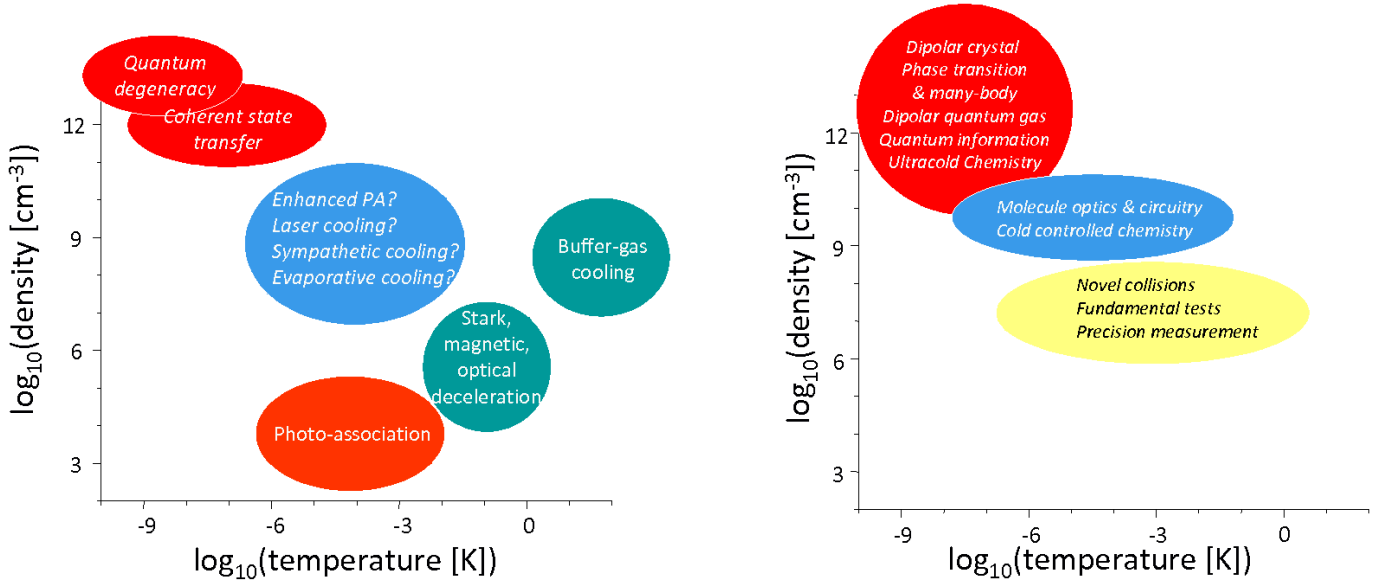 Quantum
degeneracy
Coherent state
transfer
Enhanced PA?
Laser cooling?
Sympathetic cooling?
Evaporative cooling?
Buffer-gas
cooling
Stark,
magnetic,
optical
deceleration
Photo-association
12
9
6
3
-9
-6
-3
0
log₁₀(density [cm⁻³])
log₁₀(temperature [K])
Dipolar crystal
Phase transition
& many-body
Dipolar quantum gas
Quantum information
Ultracold Chemistry
Molecule optics & circuitry
Cold controlled chemistry
Novel collisions
Fundamental tests
Precision measurement
12
9
6
3
-9
-6
-3
0
log₁₀(density [cm⁻³])
log₁₀(temperature [K])